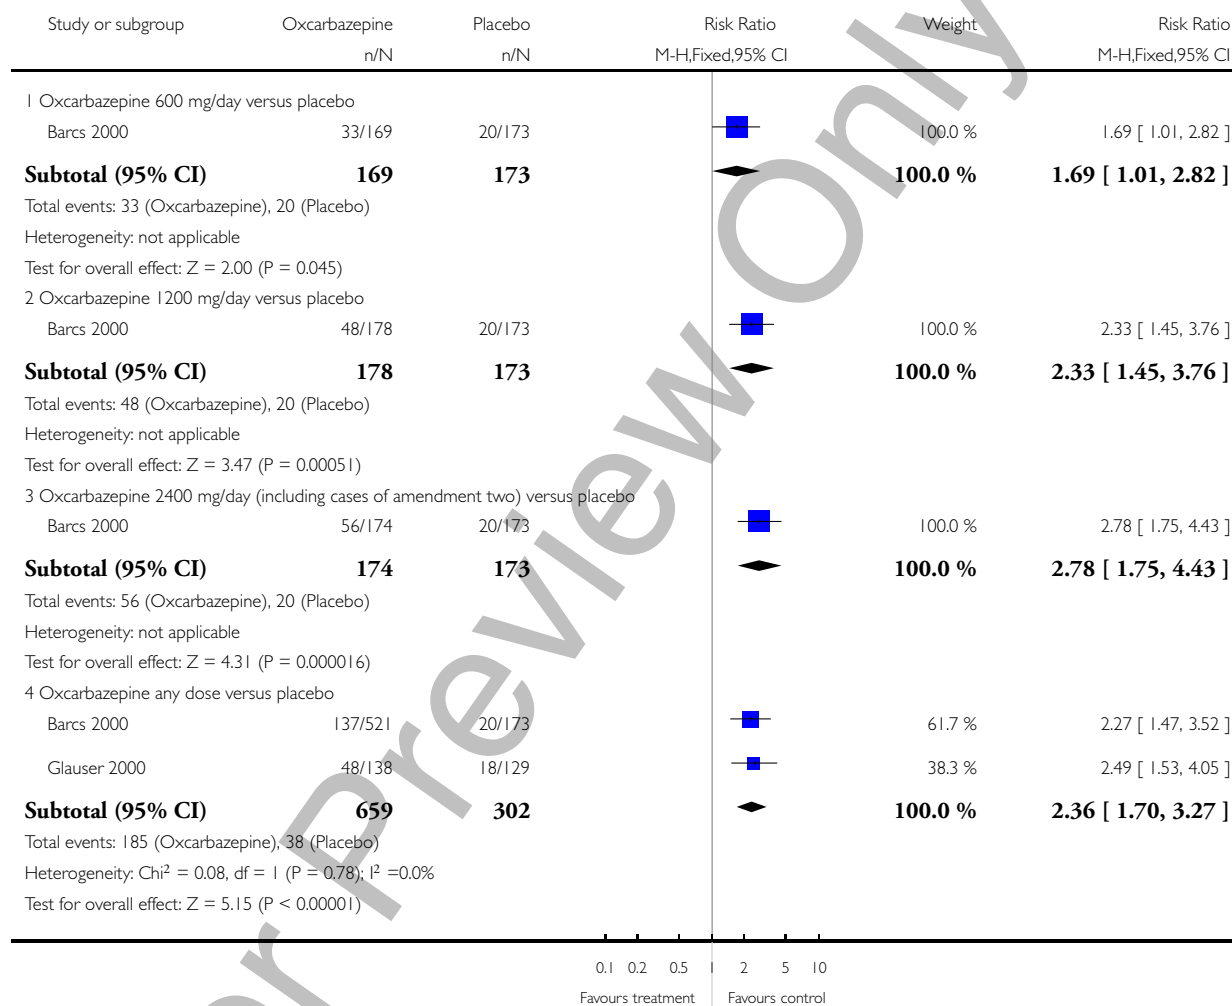 Study or subgroup Oxcarbazepine Placebo Risk Ratio Weight Risk Ratio
n/N n/N M-H,Fixed,95% CI M-H,Fixed,95% CI
1 Oxcarbazepine 600 mg/day versus placebo
Barcs 2000 33/169 20/173 100.0 % 1.69 [ 1.01, 2.82 ]
Subtotal (95% CI) 169 173 100.0 % 1.69 [ 1.01, 2.82 ]
Total events: 33 (Oxcarbazepine), 20 (Placebo)
Heterogeneity: not applicable
Test for overall effect: Z = 2.00 (P = 0.045)
2 Oxcarbazepine 1200 mg/day versus placebo
Barcs 2000 48/178 20/173 100.0 % 2.33 [ 1.45, 3.76 ]
Subtotal (95% CI) 178 173 100.0 % 2.33 [ 1.45, 3.76 ]
Total events: 48 (Oxcarbazepine), 20 (Placebo)
Heterogeneity: not applicable
Test for overall effect: Z = 3.47 (P = 0.00051)
3 Oxcarbazepine 2400 mg/day (including cases of amendment two) versus placebo
Barcs 2000 56/174 20/173 100.0 % 2.78 [ 1.75, 4.43 ]
Subtotal (95% CI) 174 173 100.0 % 2.78 [ 1.75, 4.43 ]
Total events: 56 (Oxcarbazepine), 20 (Placebo)
Heterogeneity: not applicable
Test for overall effect: Z = 4.31 (P = 0.000016)
4 Oxcarbazepine any dose versus placebo
Barcs 2000 137/521 20/173 61.7 % 2.27 [ 1.47, 3.52 ]
Glauser 2000 48/138 18/129 38.3 % 2.49 [ 1.53, 4.05 ]
Subtotal (95% CI) 659 302 100.0 % 2.36 [ 1.70, 3.27 ]
Total events: 185 (Oxcarbazepine), 38 (Placebo)
Heterogeneity: Chi² = 0.08, df = 1 (P = 0.78); I² =0.0%
Test for overall effect: Z = 5.15 (P < 0.00001)
0.1 0.2 0.5 1 2 5 10
Favours treatment Favours control
Preview Only